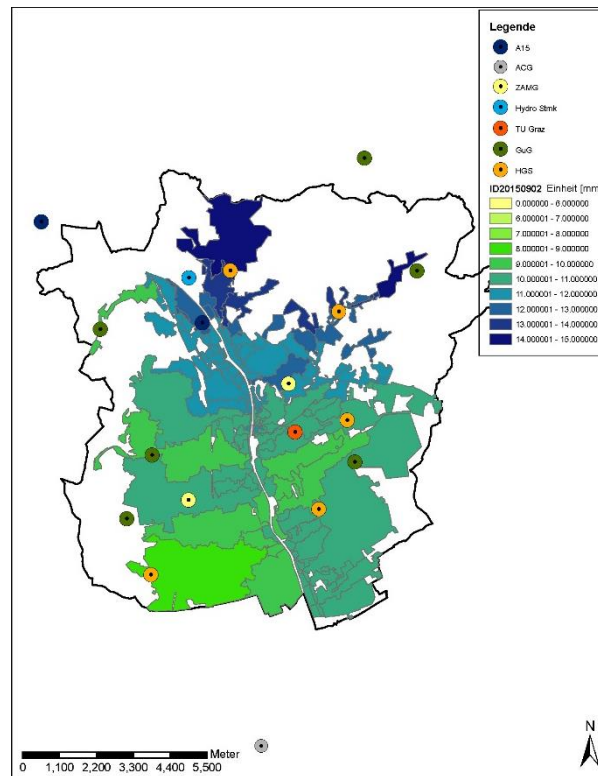 Legende
A15
ACG
ZAMG
Hydro Stmk
TU Graz
GuG
HGS
ID20150902 Einheit [mm
0.000000 - 6.000000
6.000001 - 7.000000
7.000001 - 8.000000
8.000001 - 9.000000
9.000001 - 10.000000
10.000001 - 11.000000
11.000001 - 12.000000
12.000001 - 13.000000
13.000001 - 14.000000
14.000001 - 15.000000
Meter
0 1,100 2,200 3,300 4,400 5,500
N